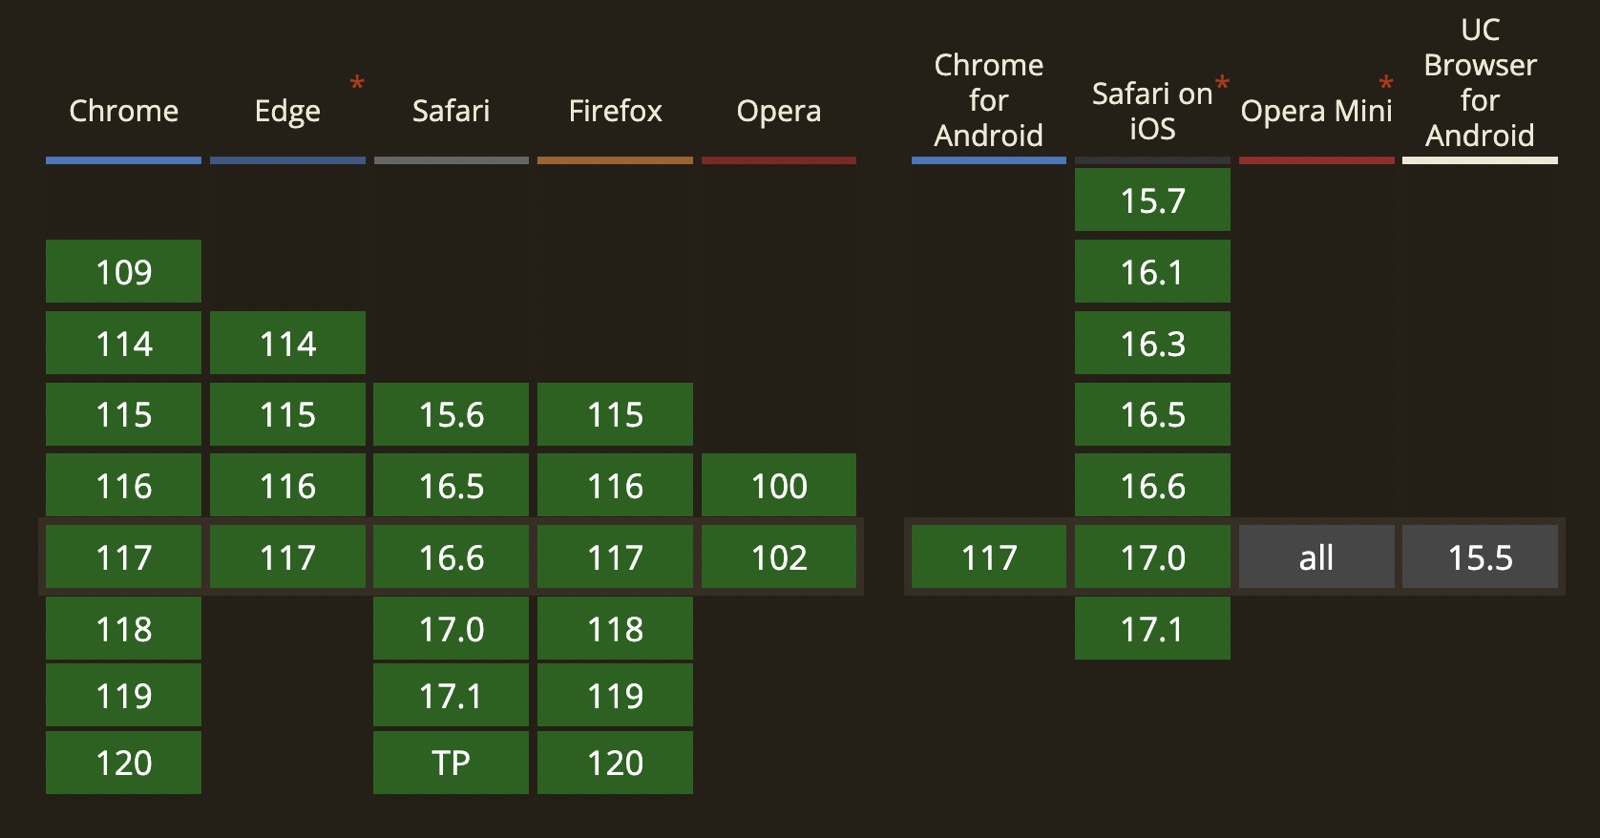 Chrome
Edge *
Safari
Firefox
Opera
Chrome
for
Android
Safari on *
iOS
Opera Mini *
UC
Browser
for
Android
15.7
109 16.1
114 114 16.3
115 115 15.6 115 16.5
116 116 16.5 116 100 16.6
117 117 16.6 117 102 117 17.0 all 15.5
118 17.0 118 17.1
119 17.1 119
120 TP 120